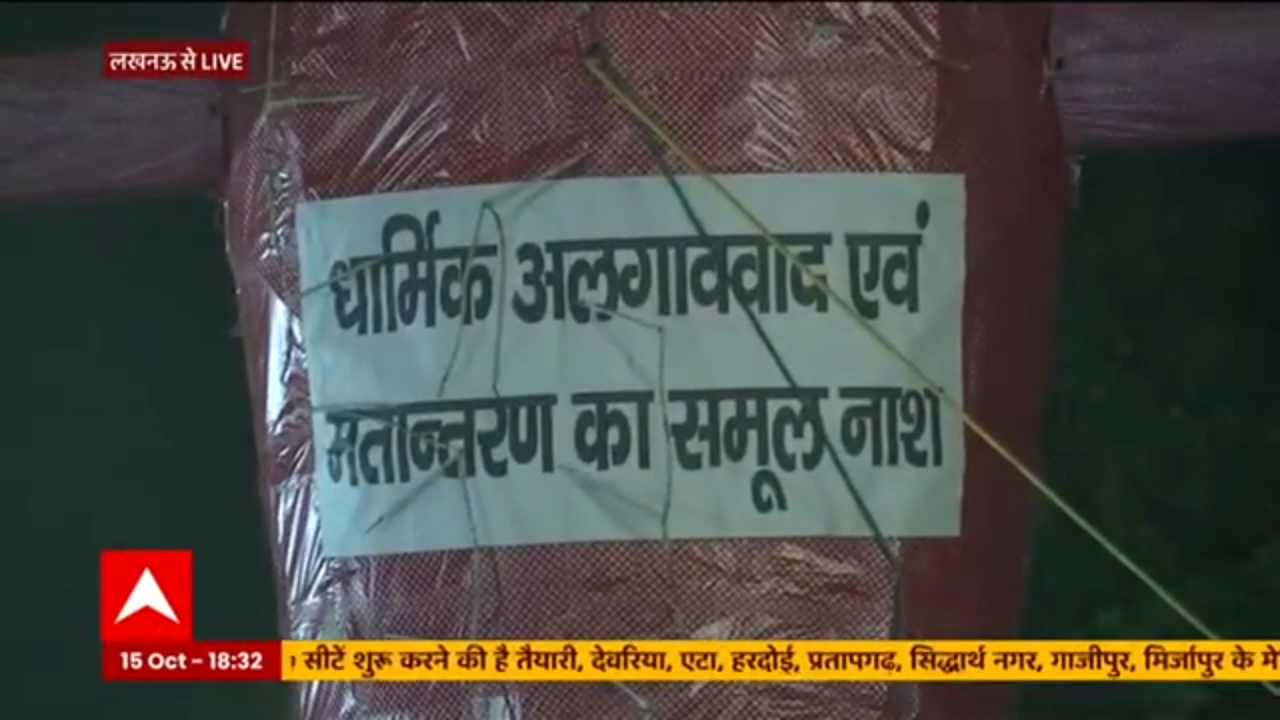 लखनऊ से LIVE
धार्मिक अलगाववाद एवं
मतान्तरण का समूल नाश
15 Oct - 18:32
सीटें शुरू करने की है तैयारी, देवरिया, एटा, हरदोई, प्रतापगढ़, सिद्धार्थ नगर, गाजीपुर, मिर्जापुर के